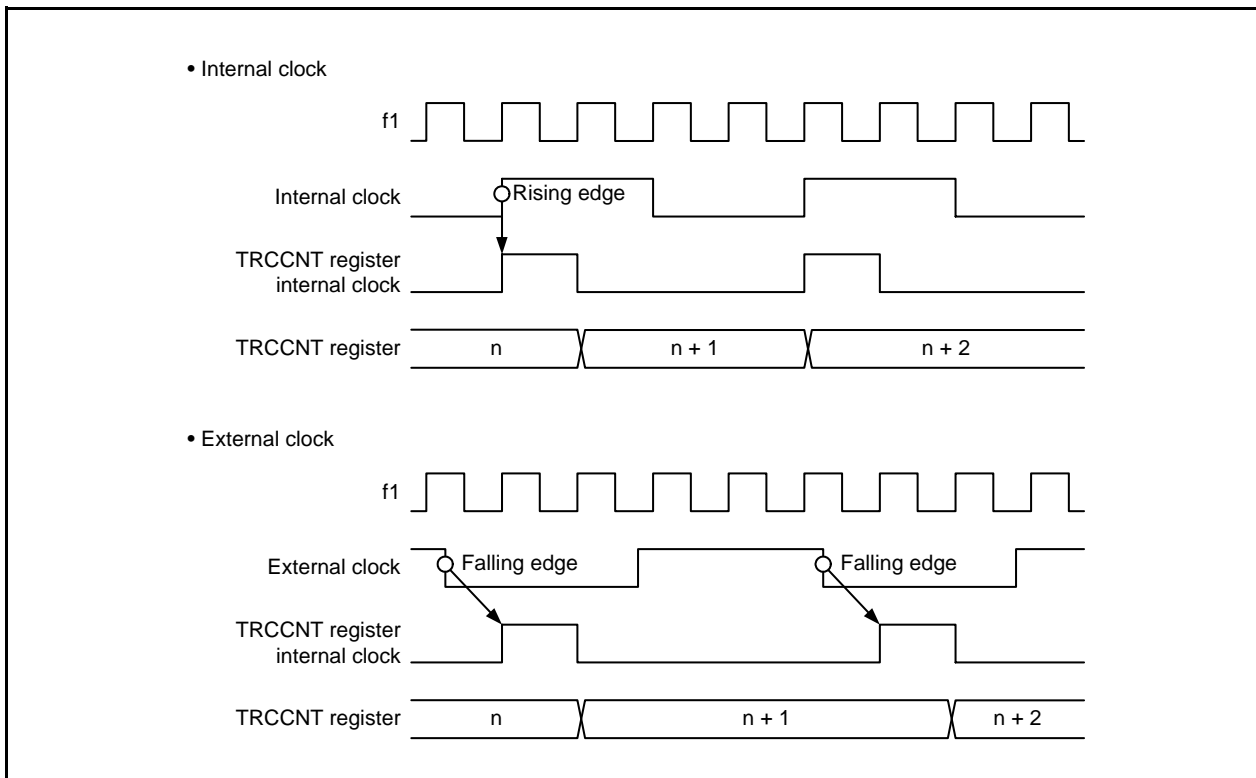 • Internal clock
f1
Internal clock
Rising edge
TRCCNT register
internal clock
TRCCNT register
n
n + 1
n + 2
• External clock
f1
External clock
Falling edge
Falling edge
TRCCNT register
internal clock
TRCCNT register
n
n + 1
n + 2